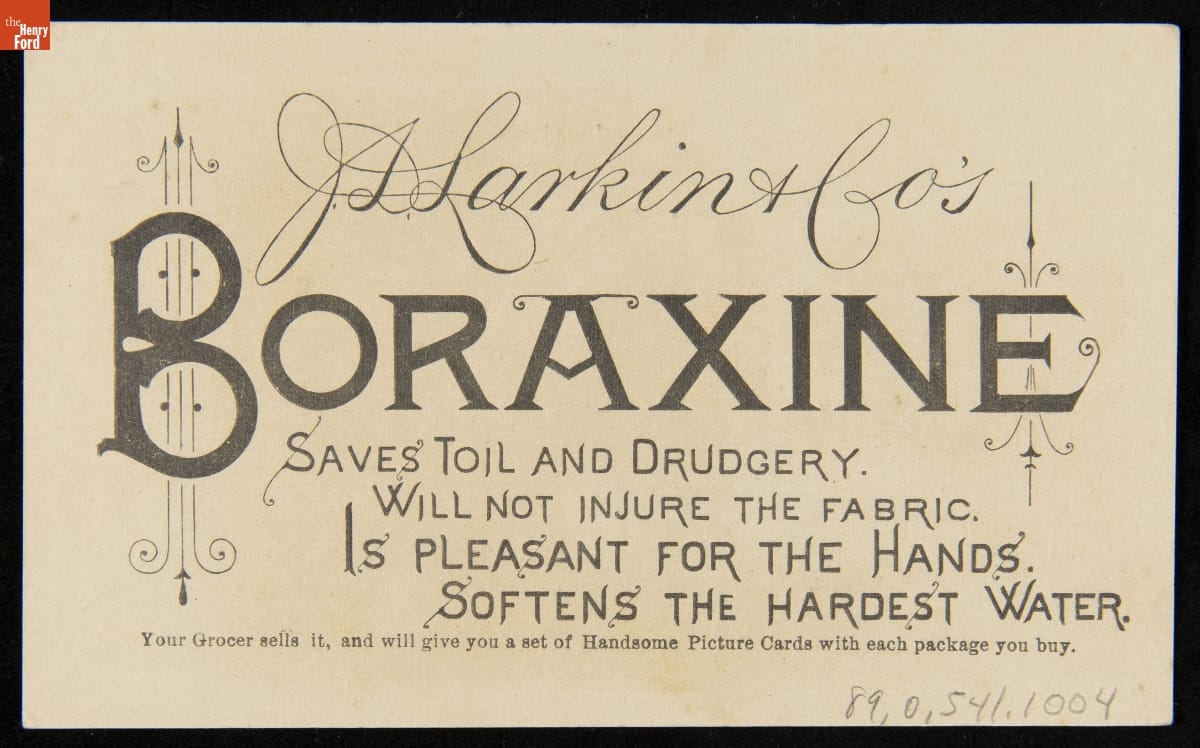 the
Henry
Ford
J. D. Larkin & Co's
BORAXINE
SAVES TOIL AND DRUDGERY.
WILL NOT INJURE THE FABRIC.
IS PLEASANT FOR THE HANDS.
SOFTENS THE HARDEST WATER.
Your Grocer sells it, and will give you a set of Handsome Picture Cards with each package you buy.
89.0.541.1004